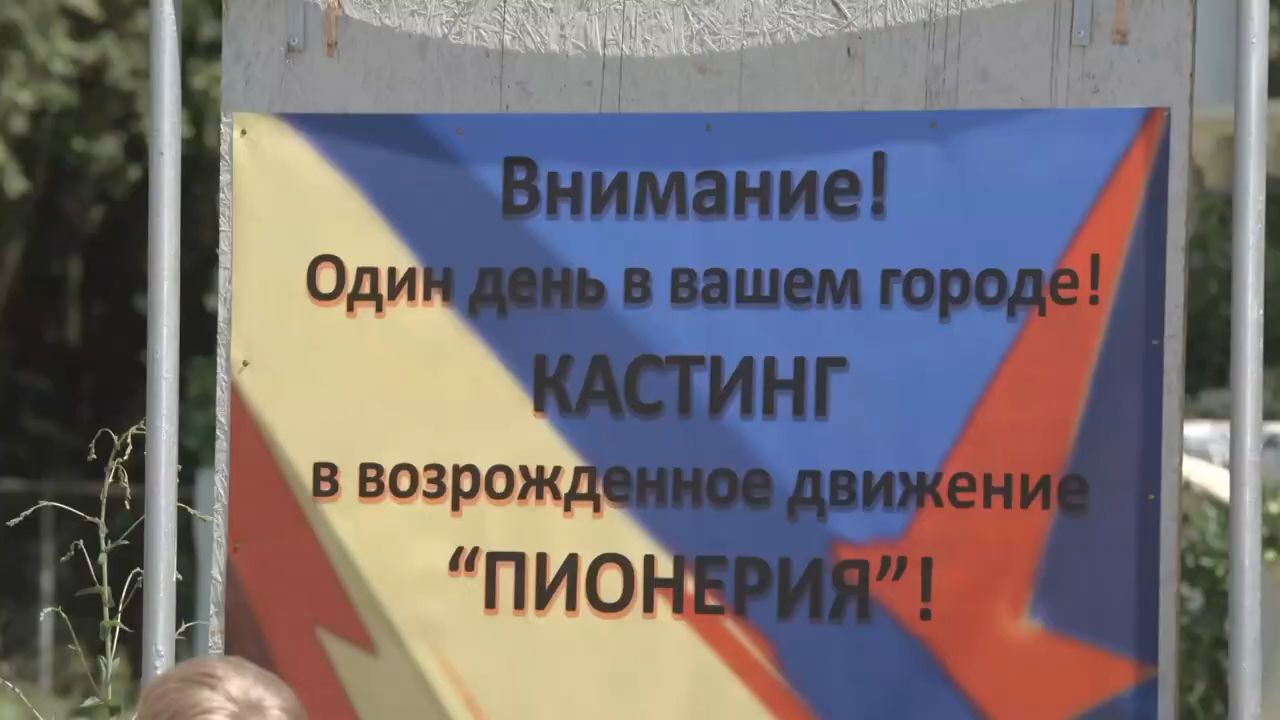 Внимание!
Один день в вашем городе!
КАСТИНГ
в возрожденное движение
“ПИОНЕРИЯ”!